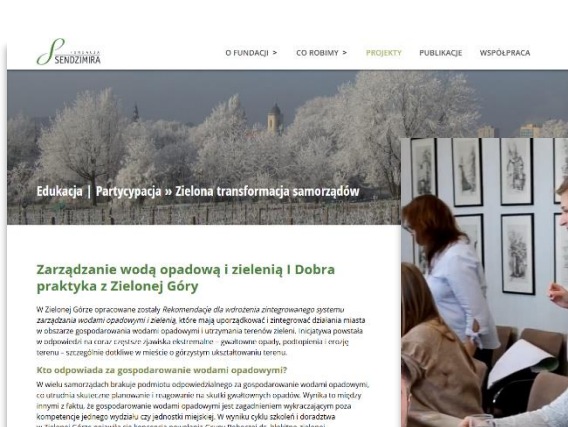 FUNDACJA
SENDZIMIRA
O FUNDACJI >
CO ROBIMY >
PROJEKTY
PUBLIKACJE
WSPÓŁPRACA
Edukacja | Partycypacja » Zielona transformacja samorządów
Zarządzanie wodą opadową i zielenią I Dobra
praktyka z Zielonej Góry
W Zielonej Górze opracowane zostały Rekomendacje dla wdrożenia zintegrowanego systemu
zarządzania wodami opadowymi i zielenią, które mają uporządkować i zintegrować działania miasta
w obszarze gospodarowania wodami opadowymi i utrzymania terenów zieleni. Inicjatywa powstała
w odpowiedzi na coraz częstsze zjawiska ekstremalne – gwałtowne opady, podtopienia i erozję
terenu – szczególnie dotkliwe w mieście o górzystym ukształtowaniu terenu.
Kto odpowiada za gospodarowanie wodami opadowymi?
W wielu samorządach brakuje podmiotu odpowiedzialnego za gospodarowanie wodami opadowymi,
co utrudnia skuteczne planowanie i reagowanie na skutki gwałtownych opadów. Wynika to między
innymi z faktu, że gospodarowanie wodami opadowymi jest zagadnieniem wykraczającym poza
kompetencje jednego wydziału czy jednostki miejskiej. W wyniku cyklu szkoleń i doradztwa